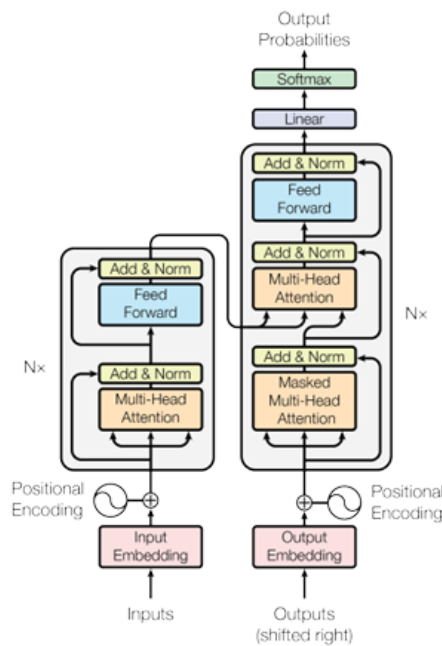 Output
Probabilities
Softmax
Linear
Add & Norm
Feed
Forward
Add & Norm
Multi-Head
Attention
Nx
Add & Norm
Masked
Multi-Head
Attention
Add & Norm
Feed
Forward
Nx
Add & Norm
Multi-Head
Attention
Positional
Encoding
Positional
Encoding
Input
Embedding
Output
Embedding
Inputs
Outputs
(shifted right)